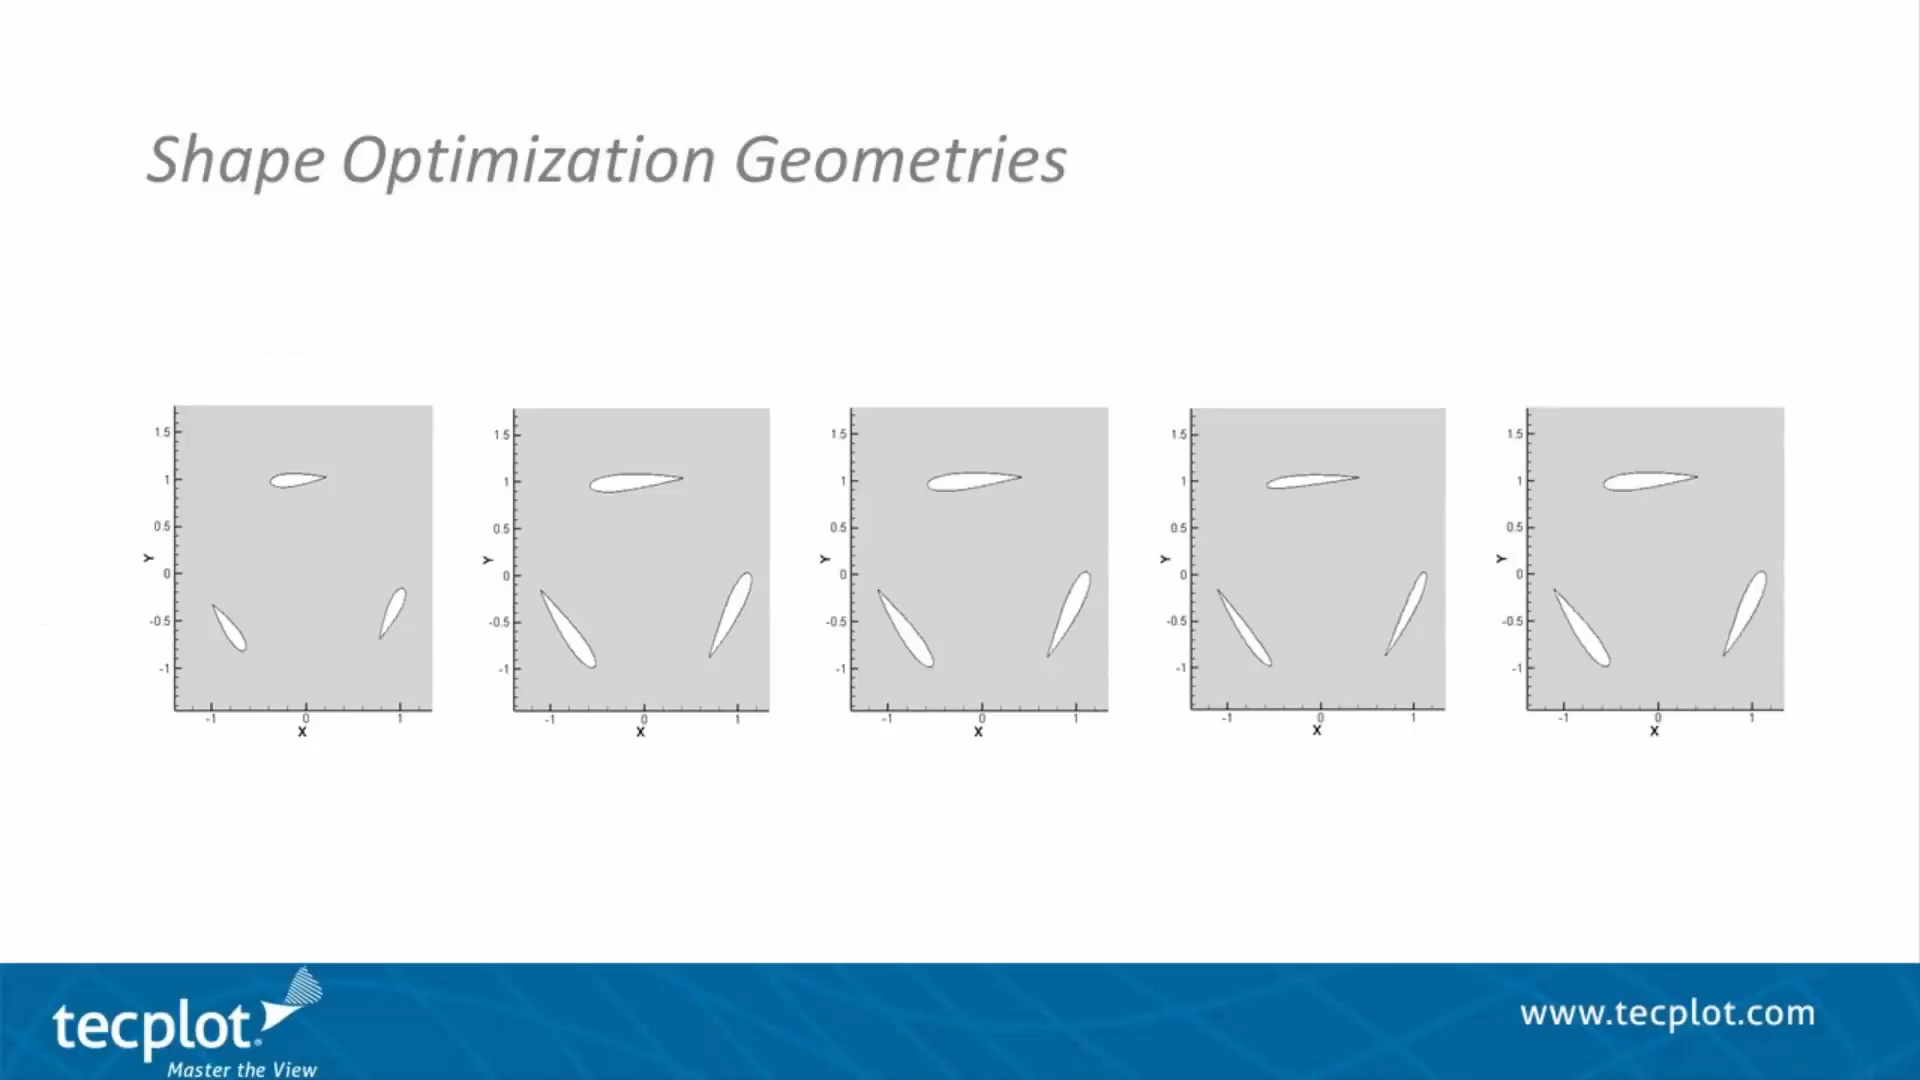 Shape Optimization Geometries
1.5 1.5 1.5 1.5 1.5
1 1 1 1 1
0.5 0.5 0.5 0.5 0.5
Y Y Y Y Y
0 0 0 0 0
-0.5 -0.5 -0.5 -0.5 -0.5
-1 -1 -1 -1 -1
-1 0 1 -1 0 1 -1 0 1 -1 0 1 -1 0 1
X X X X X
tecplot.
Master the View
www.tecplot.com